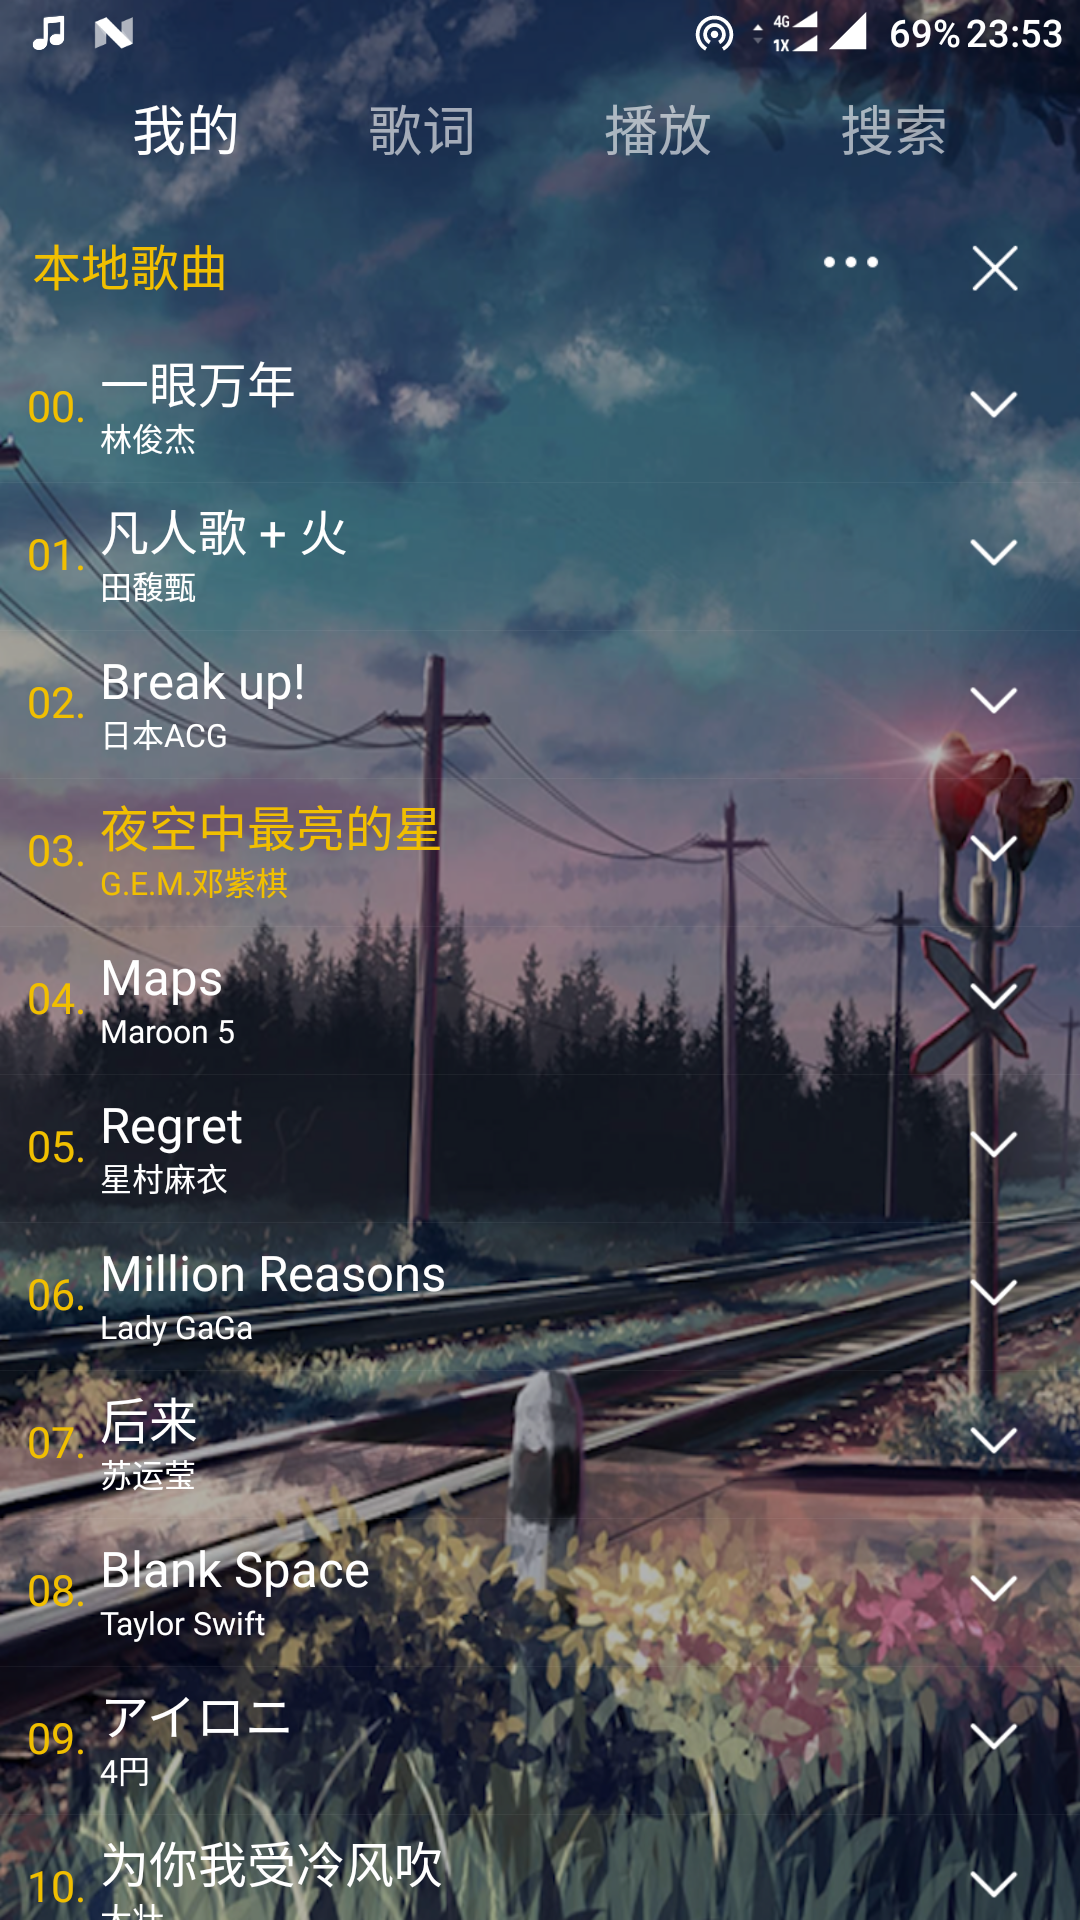 4G
1X
69% 23:53
我的 歌词 播放 搜索
本地歌曲
00. 一眼万年
林俊杰
01. 凡人歌 + 火
田馥甄
02. Break up!
日本ACG
03. 夜空中最亮的星
G.E.M.邓紫棋
04. Maps
Maroon 5
05. Regret
星村麻衣
06. Million Reasons
Lady GaGa
07. 后来
苏运莹
08. Blank Space
Taylor Swift
09. アイロニ
4円
10. 为你我受冷风吹